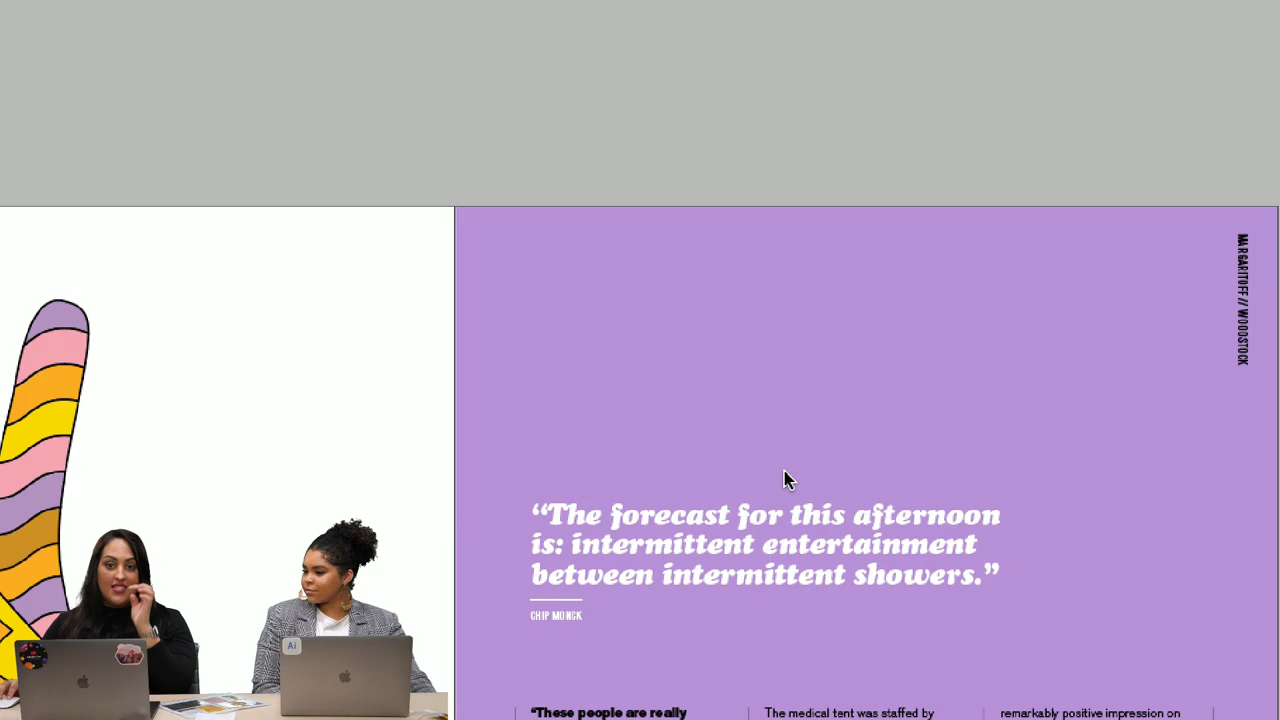 MARGARITOFF // WOODSTOCK
“The forecast for this afternoon
is: intermittent entertainment
between intermittent showers.”
CHIP MONCK
“These people are really
The medical tent was staffed by
remarkably positive impression on
Ai